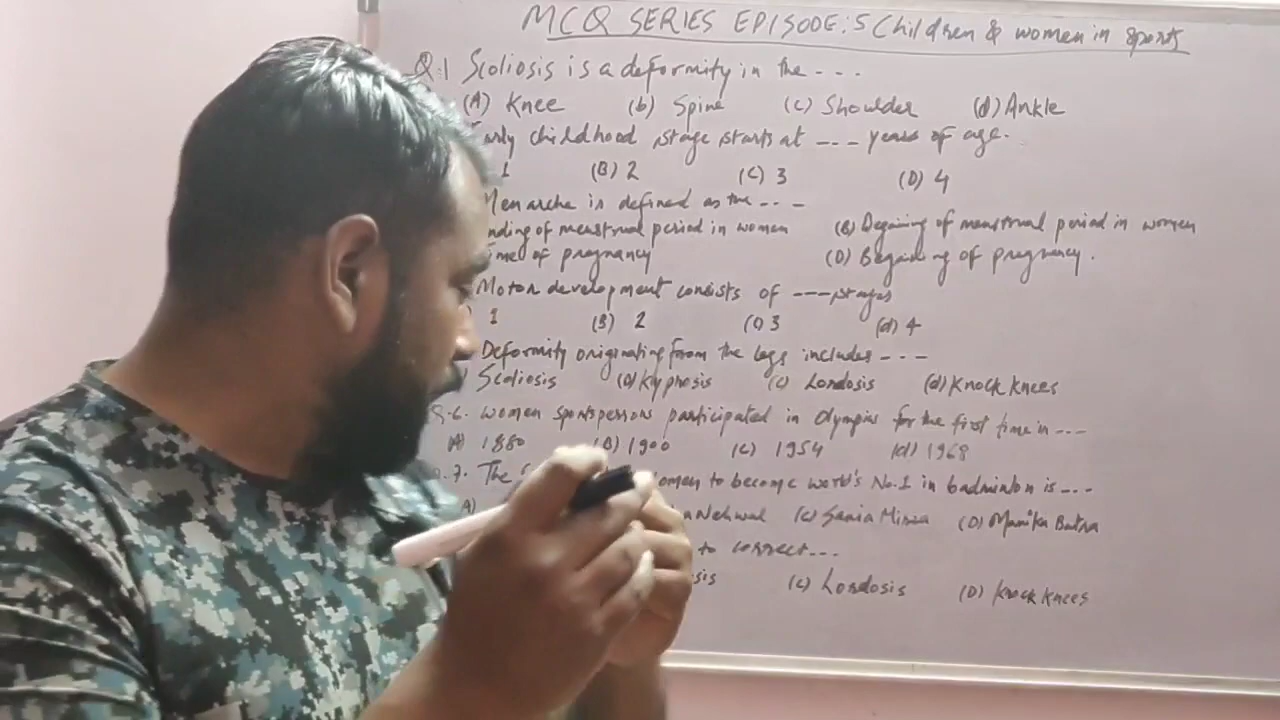 MCQ SERIES EPISODE:5 Children & women in sports
Q:1 Scoliosis is a deformity in the - - -
(A) Knee (b) Spine (c) Shoulder (d) Ankle
Early childhood stage starts at --- years of age.
1 (B) 2 (C) 3 (D) 4
Menarche is defined as the - - -
nding of menstrual period in women (B) Begining of menstrual period in women
ime of pregnancy (D) Begining of pregnancy.
Motor development consists of --- stages
1 (B) 2 (C) 3 (d) 4
Deformity originating from the legs includes - - -
Scoliosis (B) Kyphosis (c) Lordosis (d) Knock knees
Q.6. Women sportspersons participated in Olympics for the first time in ---
(A) 1880 (B) 1900 (c) 1954 (d) 1968
.7. The omen to become world's No.1 in badminton is ---
A) na Nehwal (c) Sania Mirza (D) Manika Batra
to correct...
sis (c) Lordosis (D) Knock knees